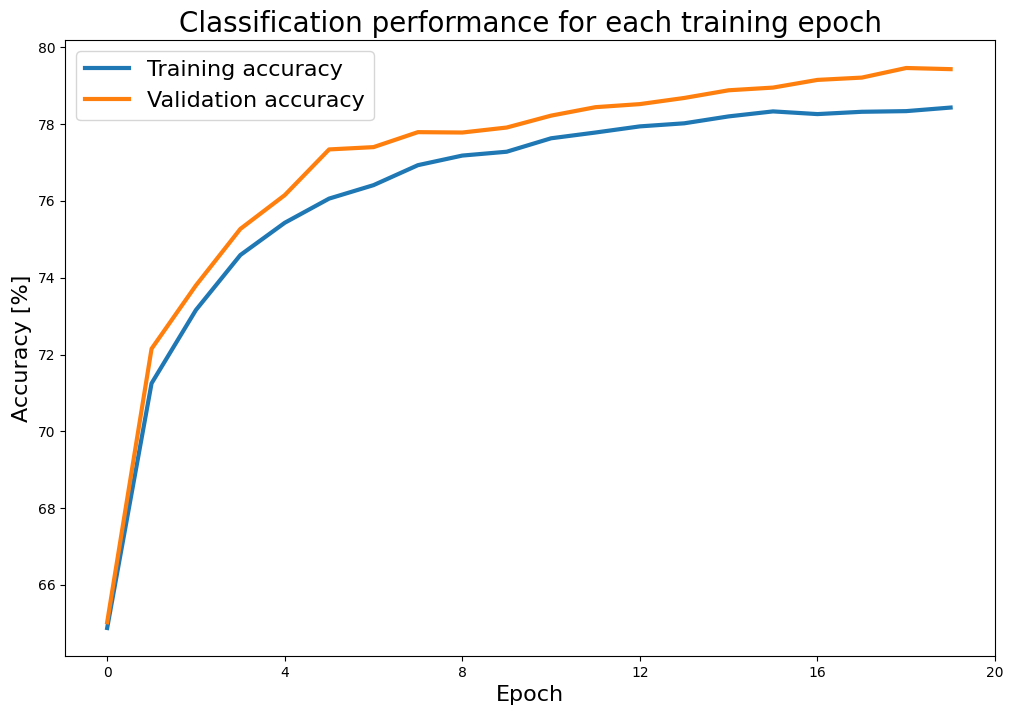 Classification performance for each training epoch
Training accuracy
Validation accuracy
80
78
76
74
72
70
68
66
Accuracy [%]
0 4 8 12 16 20
Epoch